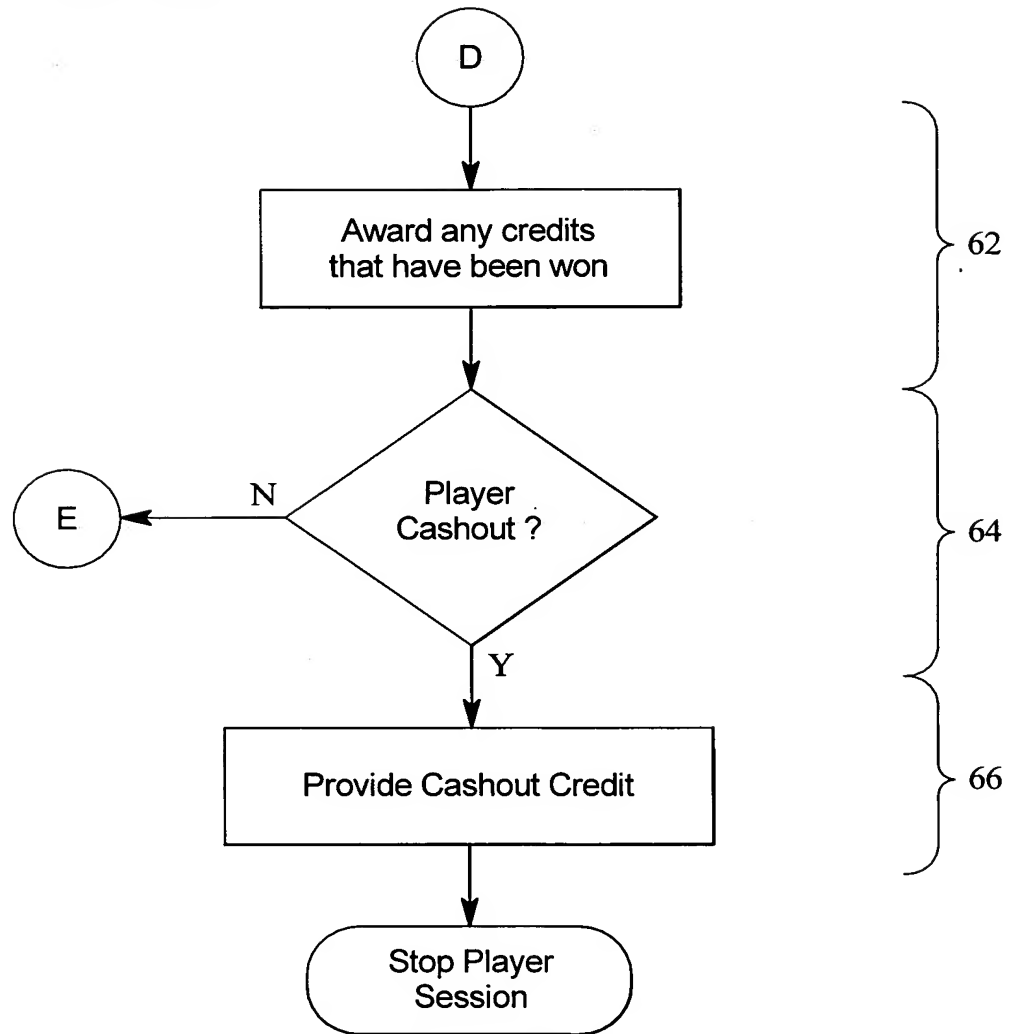 D
Award any credits
that have been won
62
Player
Cashout ?
N
E
64
Y
Provide Cashout Credit
66
Stop Player
Session